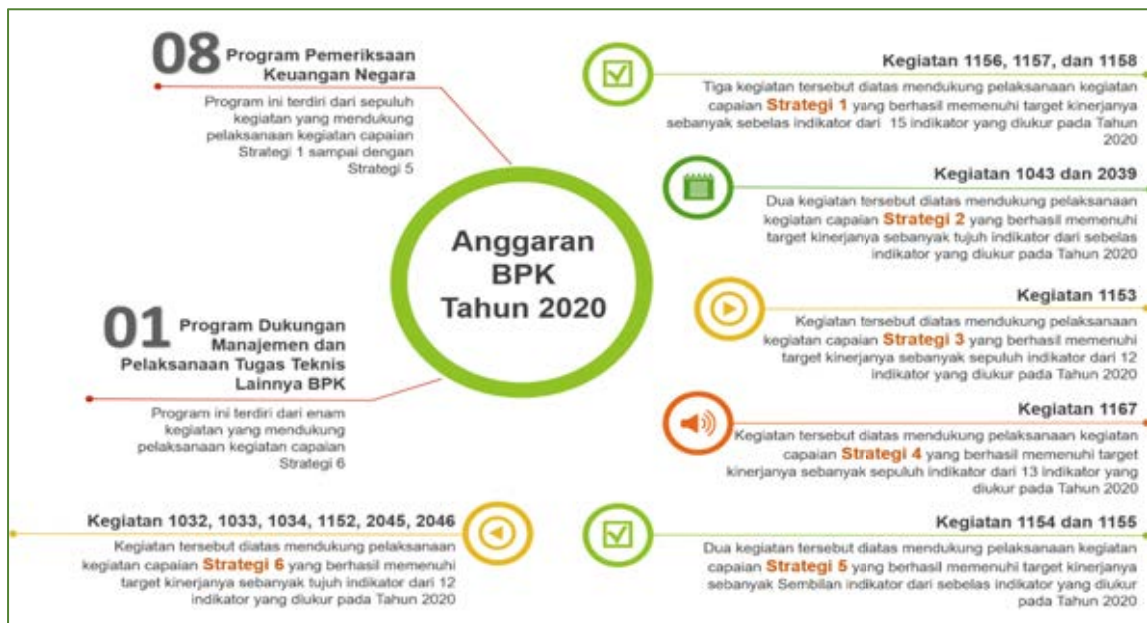 08 Program Pemeriksaan
Keuangan Negara
Program ini terdiri dari sepuluh
kegiatan yang mendukung
pelaksanaan kegiatan capaian
Strategi 1 sampai dengan
Strategi 5
01 Program Dukungan
Manajemen dan
Pelaksanaan Tugas Teknis
Lainnya BPK
Program ini terdiri dari enam
kegiatan yang mendukung
pelaksanaan kegiatan capaian
Strategi 6
Kegiatan 1032, 1033, 1034, 1152, 2045, 2046
Kegiatan tersebut diatas mendukung pelaksanaan
kegiatan capaian Strategi 6 yang berhasil memenuhi
target kinerjanya sebanyak tujuh indikator dari 12
indikator yang diukur pada Tahun 2020
Anggaran
BPK
Tahun 2020
Kegiatan 1156, 1157, dan 1158
Tiga kegiatan tersebut diatas mendukung pelaksanaan kegiatan
capaian Strategi 1 yang berhasil memenuhi target kinerjanya
sebanyak sebelas indikator dari 15 indikator yang diukur pada Tahun
2020
Kegiatan 1043 dan 2039
Dua kegiatan tersebut diatas mendukung pelaksanaan
kegiatan capaian Strategi 2 yang berhasil memenuhi
target kinerjanya sebanyak tujuh indikator dari sebelas
indikator yang diukur pada Tahun 2020
Kegiatan 1153
Kegiatan tersebut diatas mendukung pelaksanaan
kegiatan capaian Strategi 3 yang berhasil memenuhi
target kinerjanya sebanyak sepuluh indikator dari 12
indikator yang diukur pada Tahun 2020
Kegiatan 1167
Kegiatan tersebut diatas mendukung pelaksanaan kegiatan
capaian Strategi 4 yang berhasil memenuhi target
kinerjanya sebanyak sepuluh indikator dari 13 indikator yang
diukur pada Tahun 2020
Kegiatan 1154 dan 1155
Dua kegiatan tersebut diatas mendukung pelaksanaan kegiatan
capaian Strategi 5 yang berhasil memenuhi target kinerjanya
sebanyak Sembilan indikator dari sebelas indikator yang diukur
pada Tahun 2020